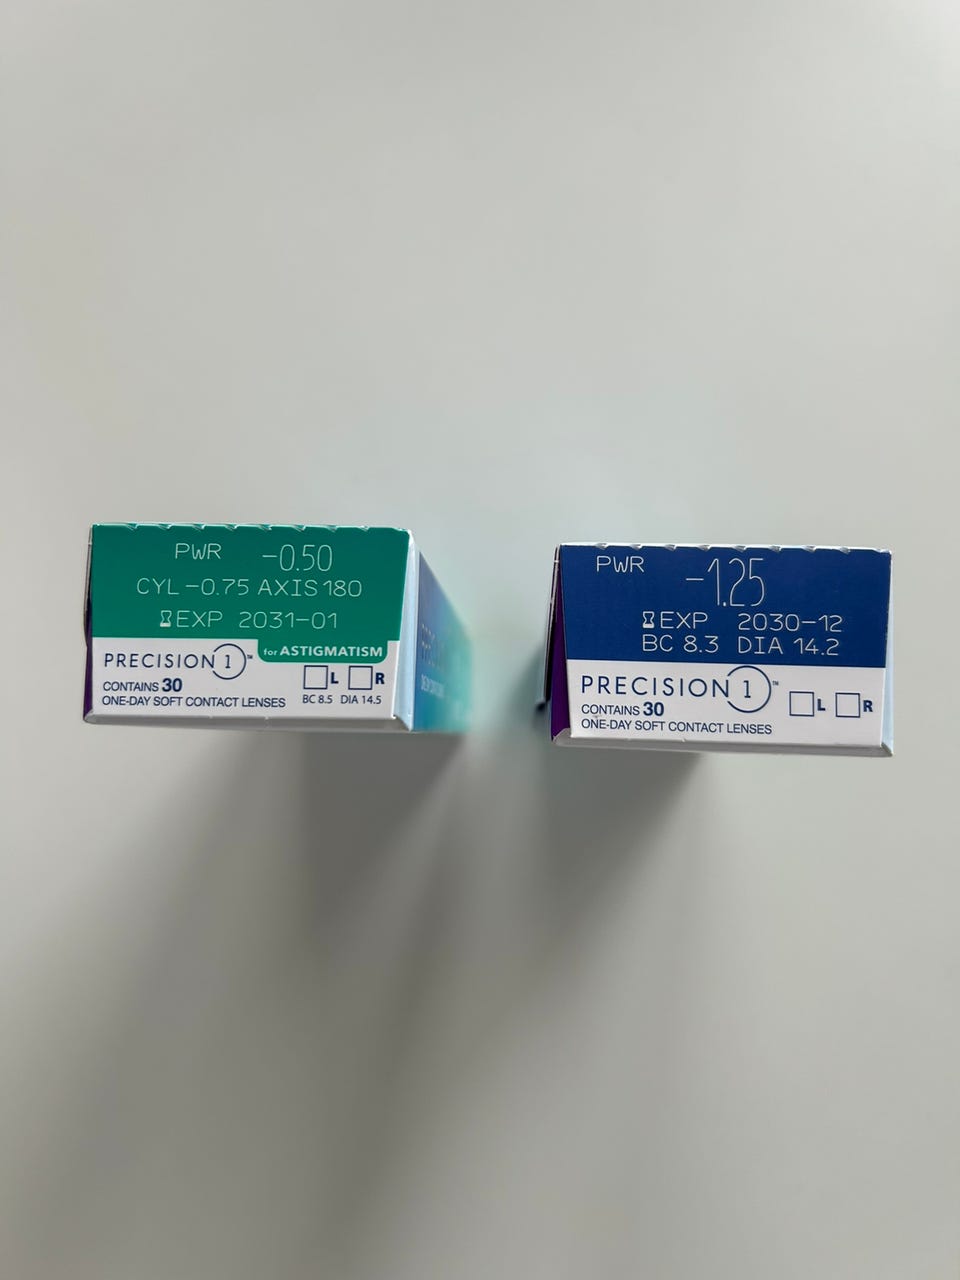 PWR -0.50
CYL -0.75 AXIS 180
EXP 2031-01
for ASTIGMATISM
PRECISION 1™
L R
CONTAINS 30
ONE-DAY SOFT CONTACT LENSES
BC 8.5 DIA 14.5
PWR -1.25
EXP 2030-12
BC 8.3 DIA 14.2
PRECISION 1™
L R
CONTAINS 30
ONE-DAY SOFT CONTACT LENSES